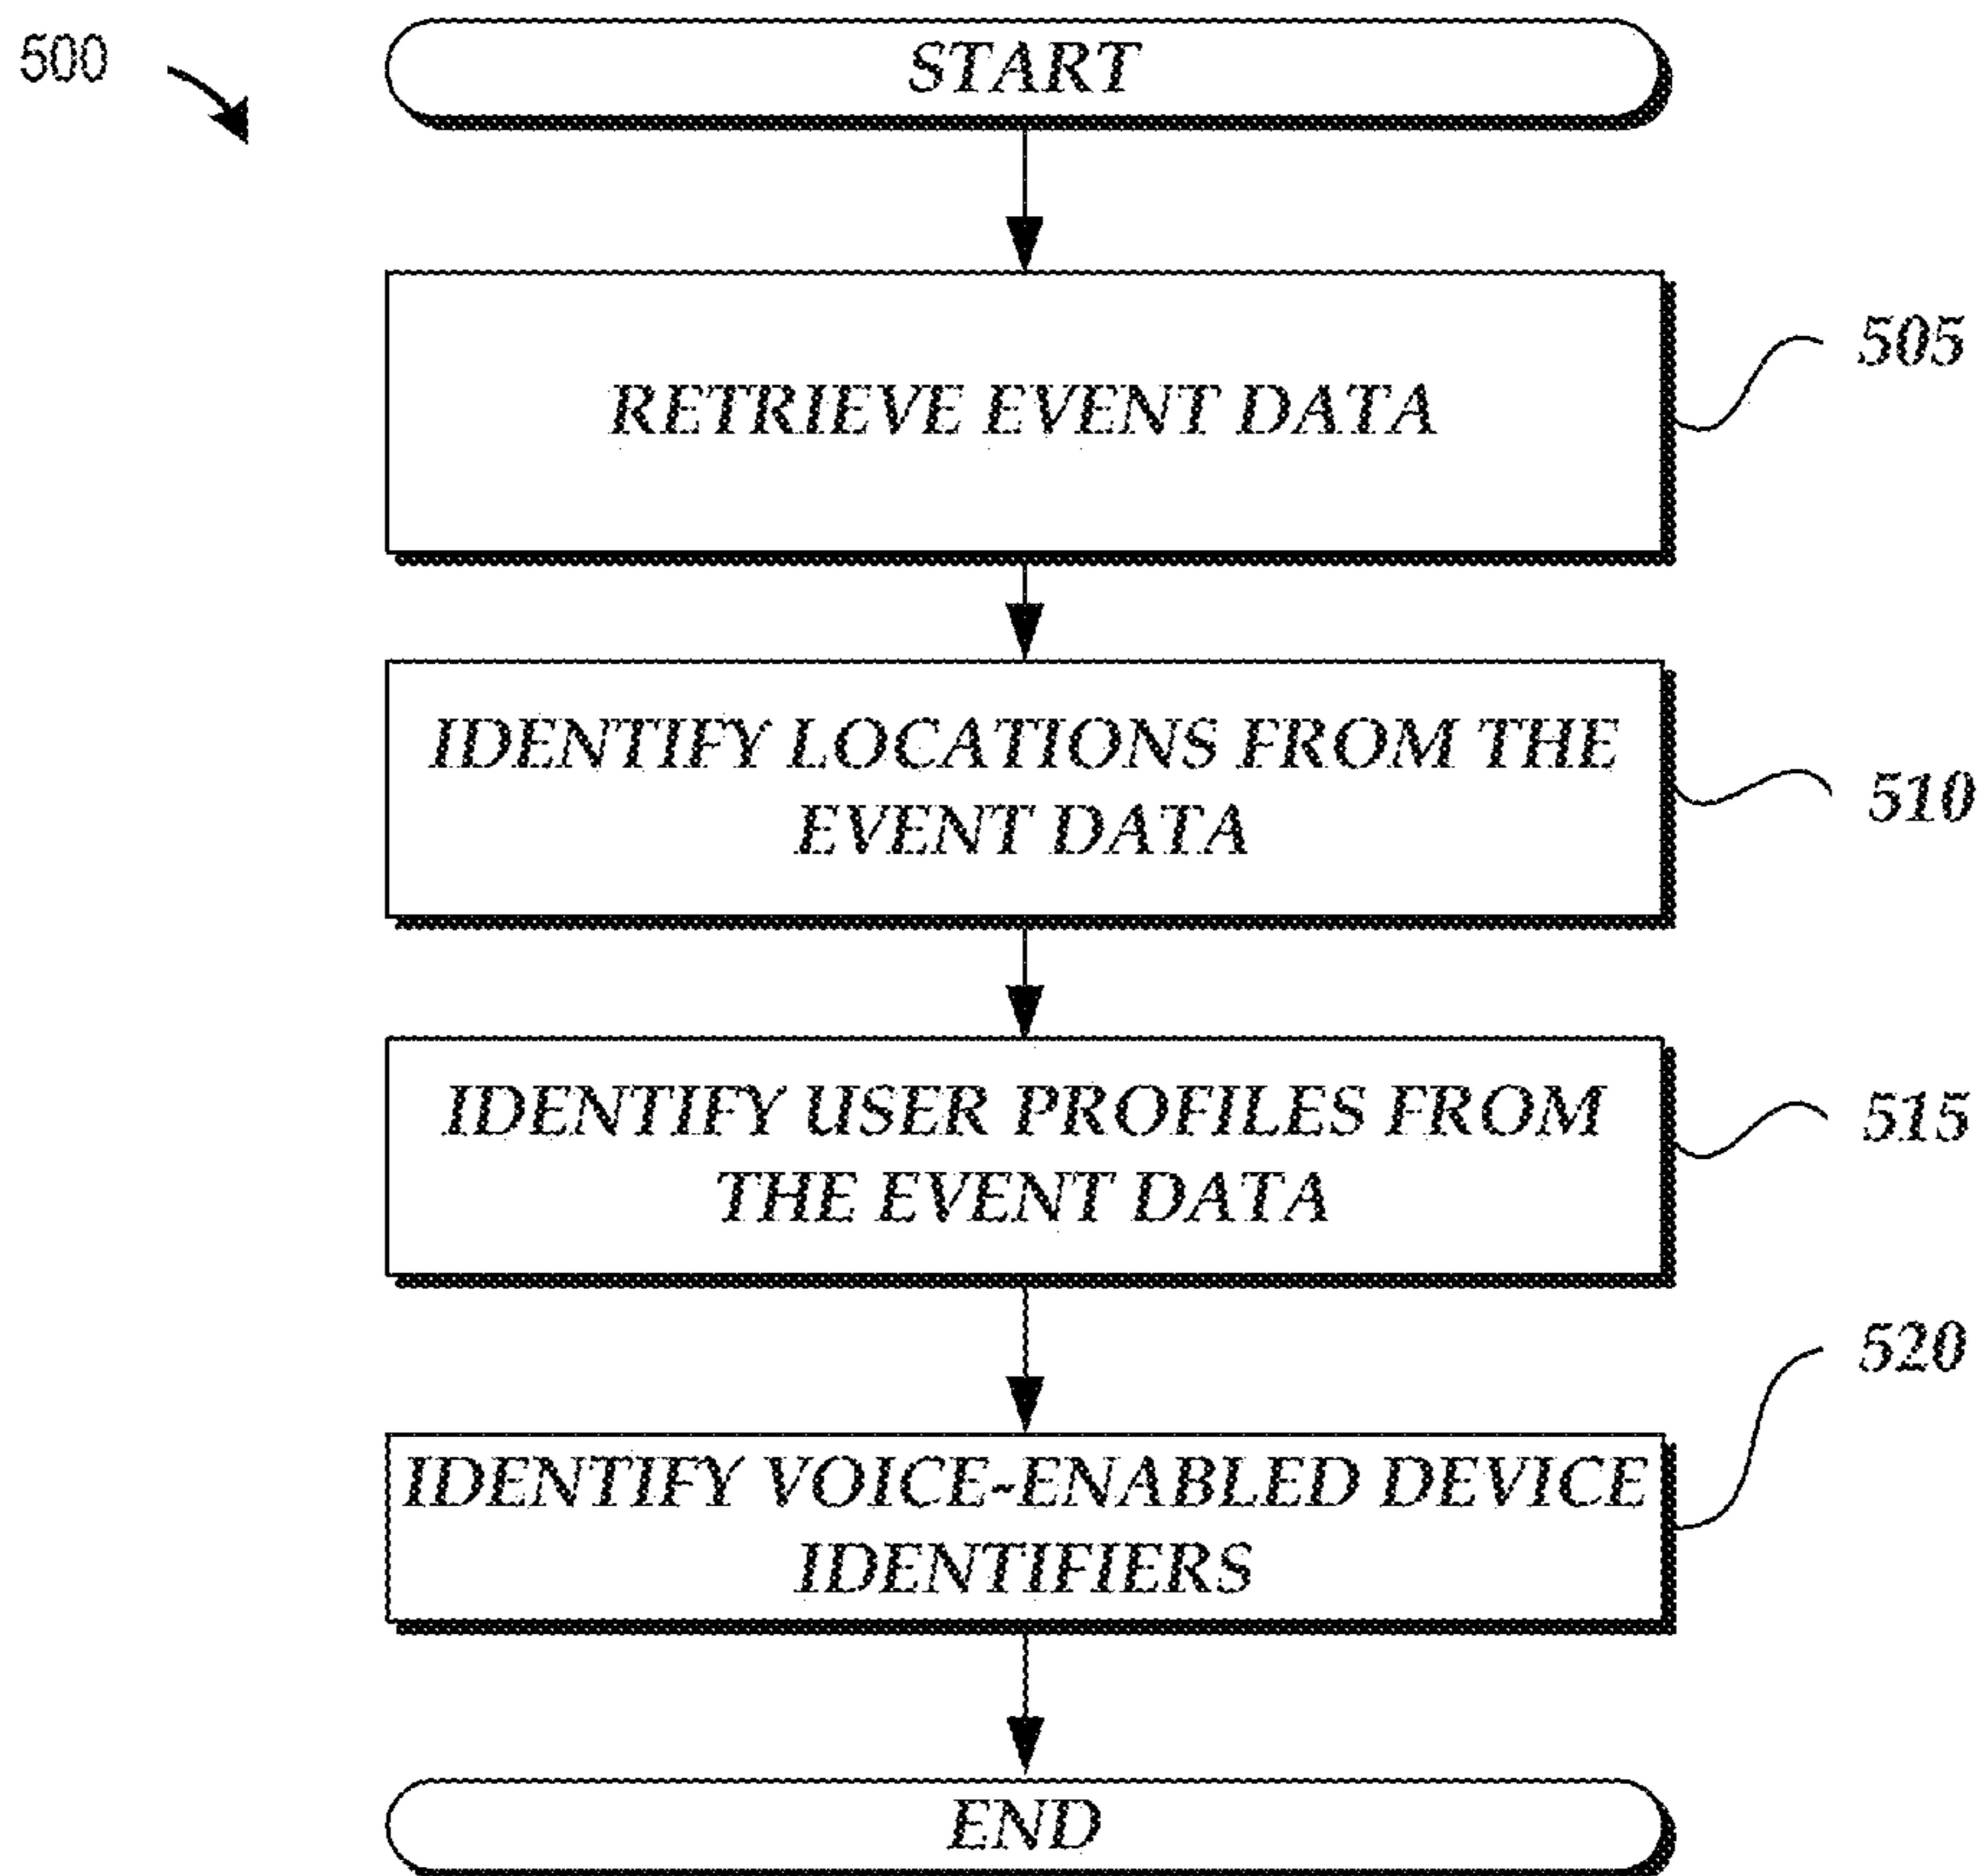 500
START
RETRIEVE EVENT DATA
505
IDENTIFY LOCATIONS FROM THE
EVENT DATA
510
IDENTIFY USER PROFILES FROM
THE EVENT DATA
515
IDENTIFY VOICE-ENABLED DEVICE
IDENTIFIERS
520
END